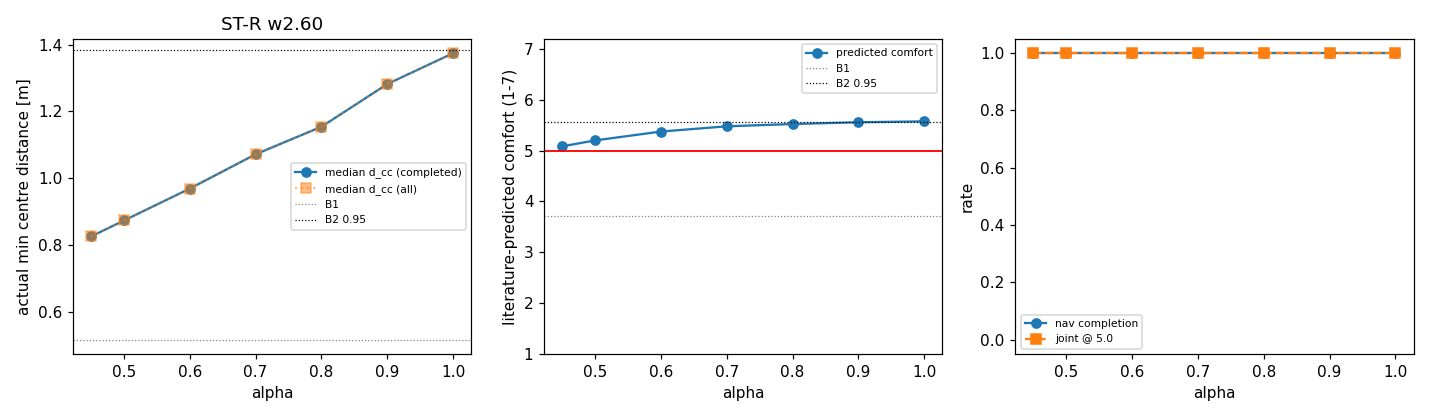 ST-R w2.60
1.4
1.2
1.0
0.8
0.6
actual min centre distance [m]
median d_cc (completed)
median d_cc (all)
B1
B2 0.95
0.5 0.6 0.7 0.8 0.9 1.0
alpha
7
6
5
4
3
2
1
literature-predicted comfort (1-7)
predicted comfort
B1
B2 0.95
0.5 0.6 0.7 0.8 0.9 1.0
alpha
1.0
0.8
0.6
0.4
0.2
0.0
rate
nav completion
joint @ 5.0
0.5 0.6 0.7 0.8 0.9 1.0
alpha